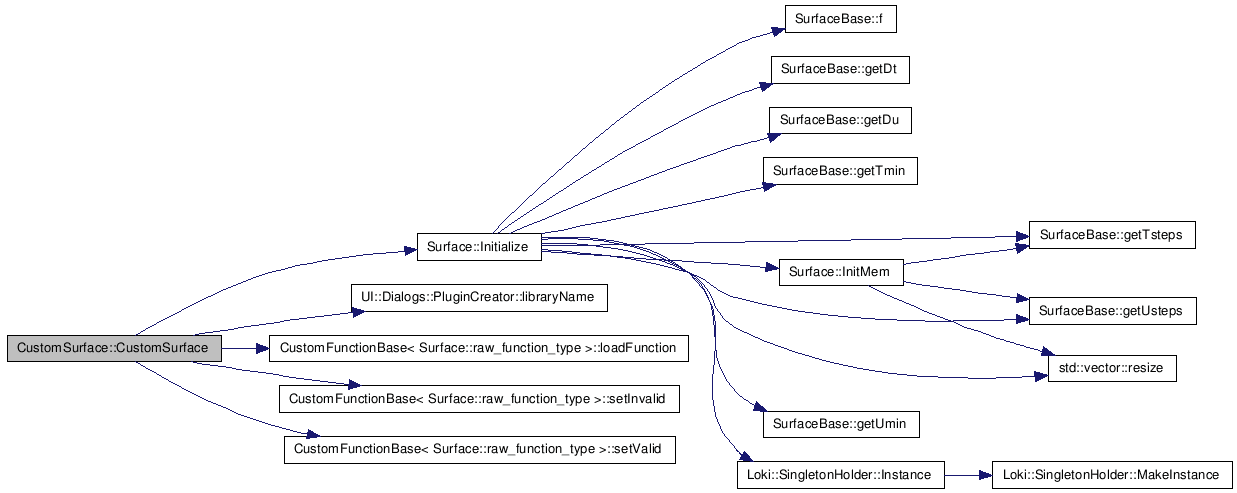 SurfaceBase::f
SurfaceBase::getDt
SurfaceBase::getDu
SurfaceBase::getTmin
SurfaceBase::getTsteps
Surface::Initialize
Surface::InitMem
UI::Dialogs::PluginCreator::libraryName
SurfaceBase::getUsteps
CustomSurface::CustomSurface
CustomFunctionBase< Surface::raw_function_type >::loadFunction
std::vector::resize
CustomFunctionBase< Surface::raw_function_type >::setInvalid
SurfaceBase::getUmin
CustomFunctionBase< Surface::raw_function_type >::setValid
Loki::SingletonHolder::Instance
Loki::SingletonHolder::MakeInstance